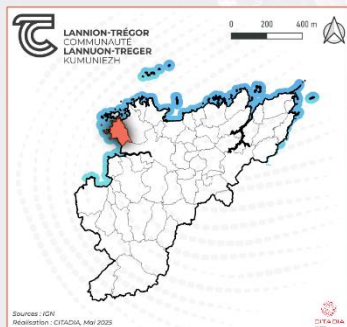 LANNION-TRÉGOR
COMMUNAUTÉ
LANNUON-TREGER
KUMUNIEZH
0 200 400 m
Sources : IGN
Réalisation : CITADIA, Mai 2025
CITADIA